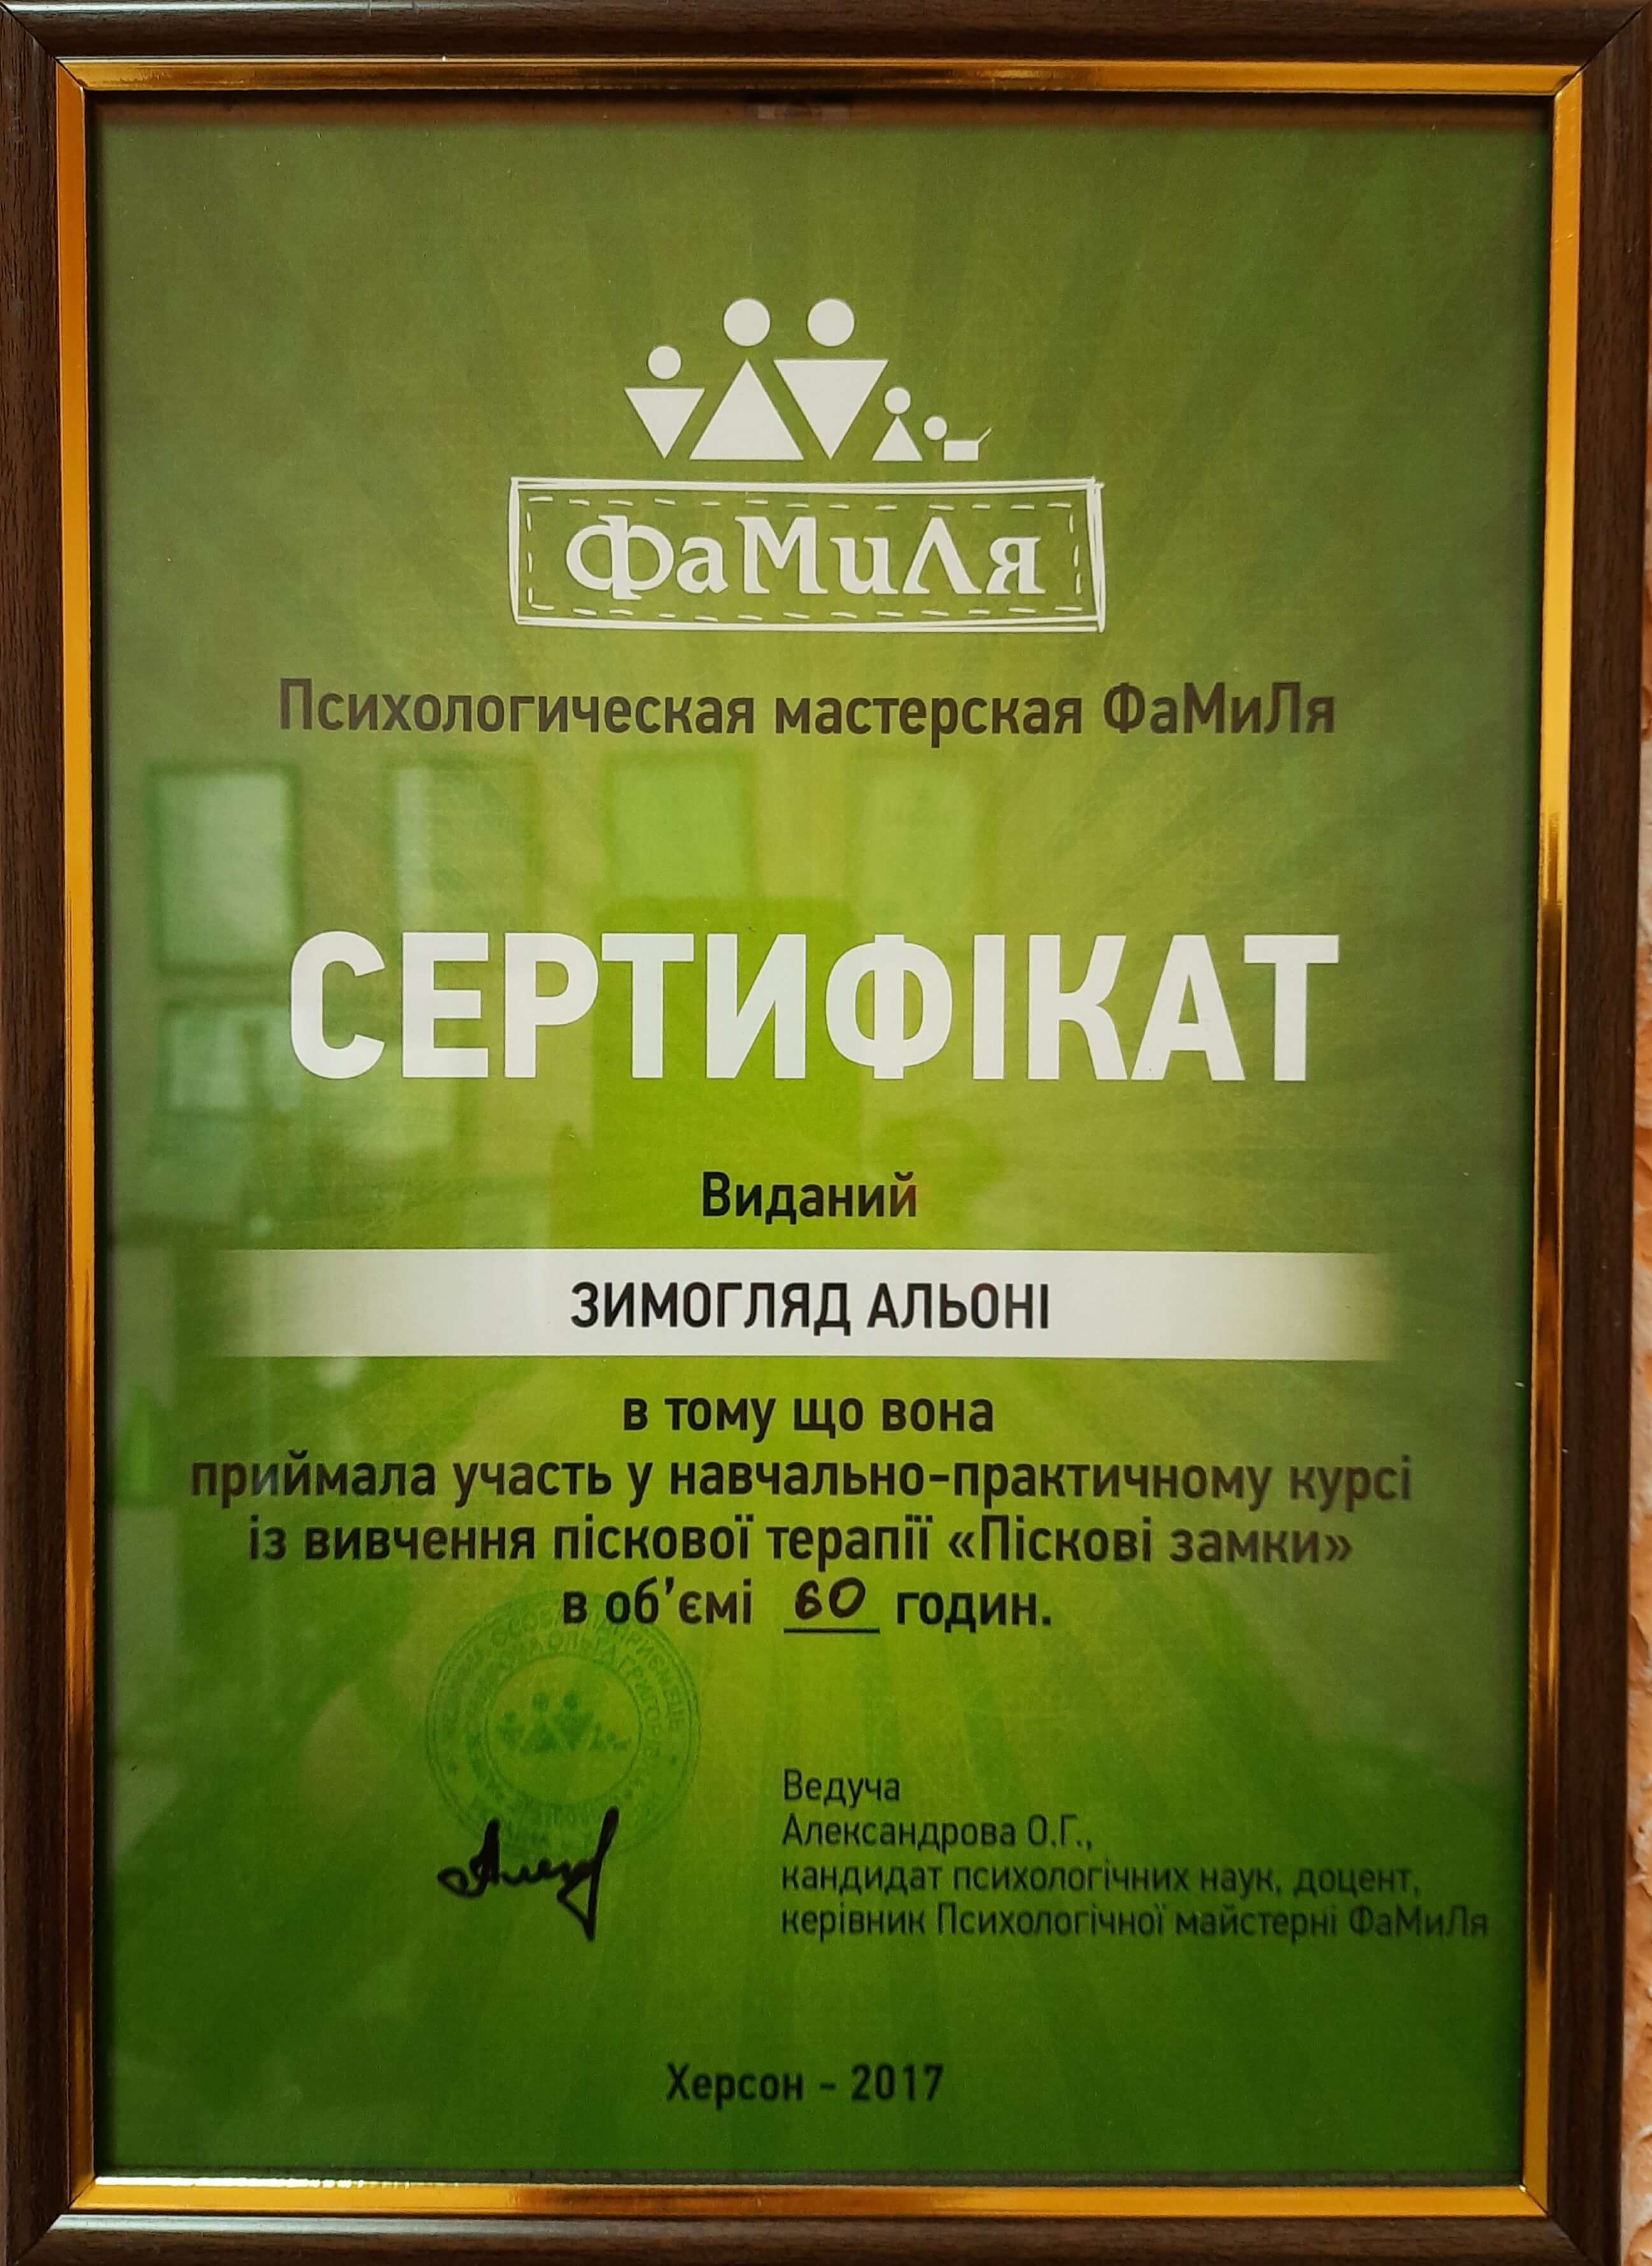 ФаМиЛя
Психологическая мастерская ФаМиЛя
СЕРТИФІКАТ
Виданий
ЗИМОГЛЯД АЛЬОНІ
в тому що вона
приймала участь у навчально-практичному курсі
із вивчення піскової терапії «Піскові замки»
в об’ємі 60 годин.
Ведуча
Александрова О.Г.,
кандидат психологічних наук, доцент,
керівник Психологічної майстерні ФаМиЛя
Херсон - 2017